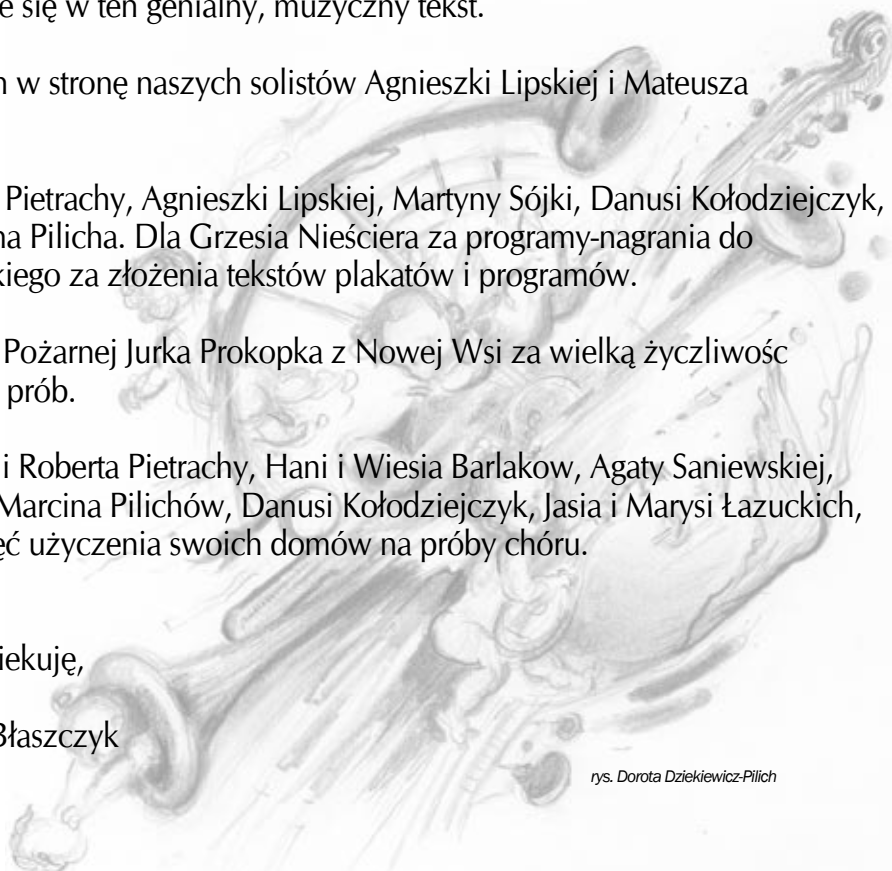 e się w ten genialny, muzyczny tekst.
w stronę naszych solistów Agnieszki Lipskiej i Mateusza
Pietrachy, Agnieszki Lipskiej, Martyny Sójki, Danusi Kołodziejczyk,
na Pilicha. Dla Grzesia Nieściera za programy-nagrania do
kiego za złożenia tekstów plakatów i programów.
Pożarnej Jurka Prokopka z Nowej Wsi za wielką życzliwośc
prób.
i Roberta Pietrachy, Hani i Wiesia Barlakow, Agaty Saniewskiej,
Marcina Pilichów, Danusi Kołodziejczyk, Jasia i Marysi Łazuckich,
ęć użyczenia swoich domów na próby chóru.
iekuję,
Błaszczyk
rys. Dorota Dziekiewicz-Pilich